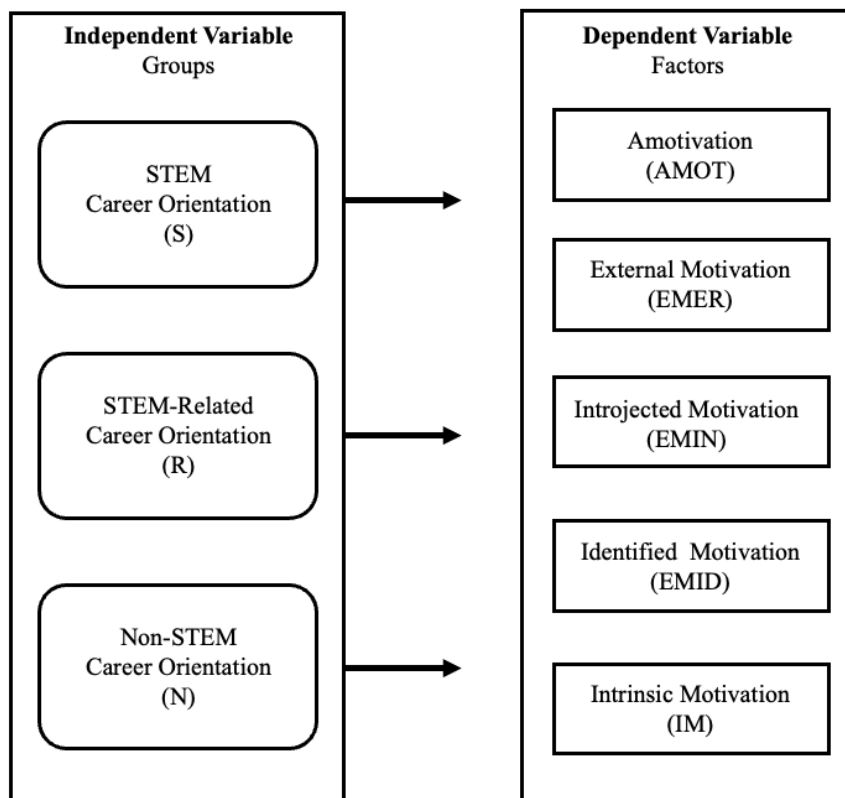 Independent Variable
Groups
STEM
Career Orientation
(S)
STEM-Related
Career Orientation
(R)
Non-STEM
Career Orientation
(N)
Dependent Variable
Factors
Amotivation
(AMOT)
External Motivation
(EMER)
Introjected Motivation
(EMIN)
Identified Motivation
(EMID)
Intrinsic Motivation
(IM)